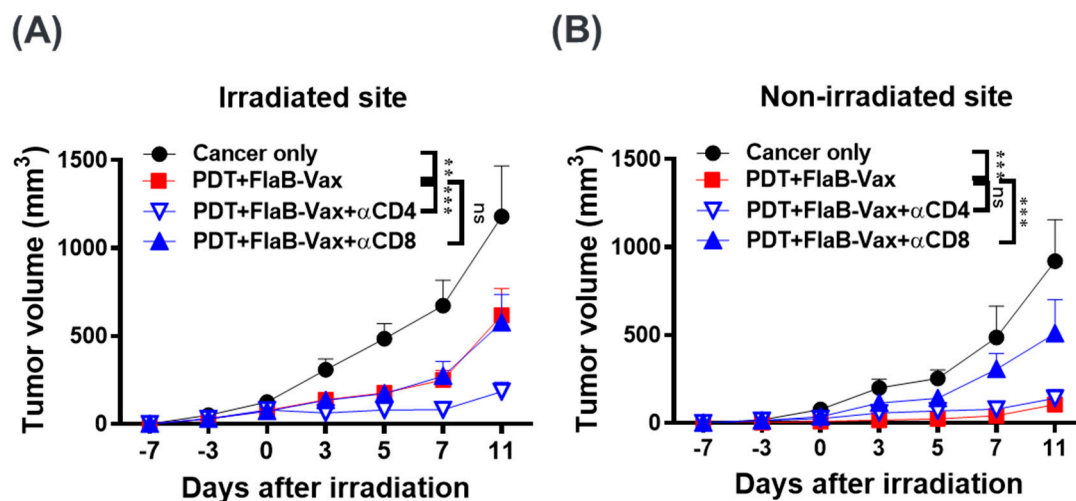 (A)
Irradiated site
Tumor volume (mm³)
1500
1000
500
0
Cancer only
PDT+FlaB-Vax
PDT+FlaB-Vax+αCD4
PDT+FlaB-Vax+αCD8
**
***
ns
-7 -3 0 3 5 7 11
Days after irradiation
(B)
Non-irradiated site
Tumor volume (mm³)
1500
1000
500
0
Cancer only
PDT+FlaB-Vax
PDT+FlaB-Vax+αCD4
PDT+FlaB-Vax+αCD8
***
ns
***
-7 -3 0 3 5 7 11
Days after irradiation